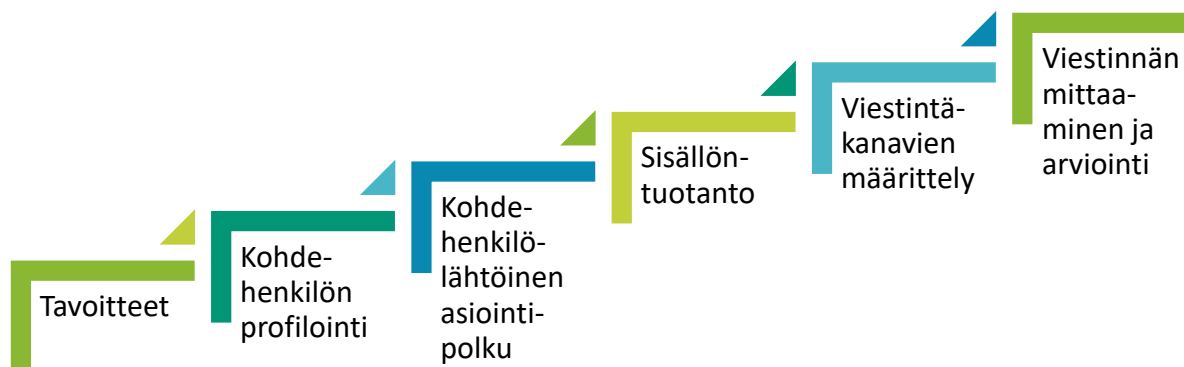 Tavoitteet
Kohde-
henkilön
profilointi
Kohde-
henkilö-
lähtöinen
asiointi-
polku
Sisällön-
tuotanto
Viestintä-
kanavien
määrittely
Viestinnän
mittaa-
minen ja
arviointi